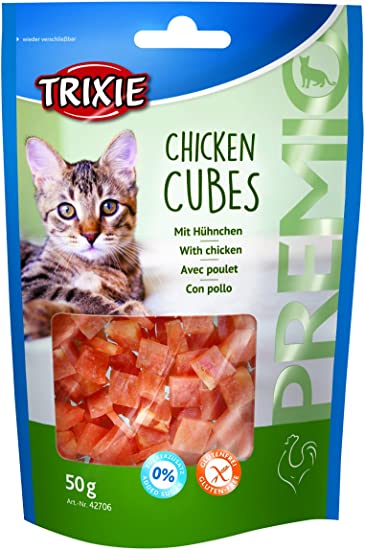 wieder verschließbar
TRIXIE
CHICKEN
CUBES
Mit Hühnchen
With chicken
Avec poulet
Con pollo
PREMIO
50 g
Art.-Nr. 42706
0%
GLUTENFREI
GLUTEN FREE